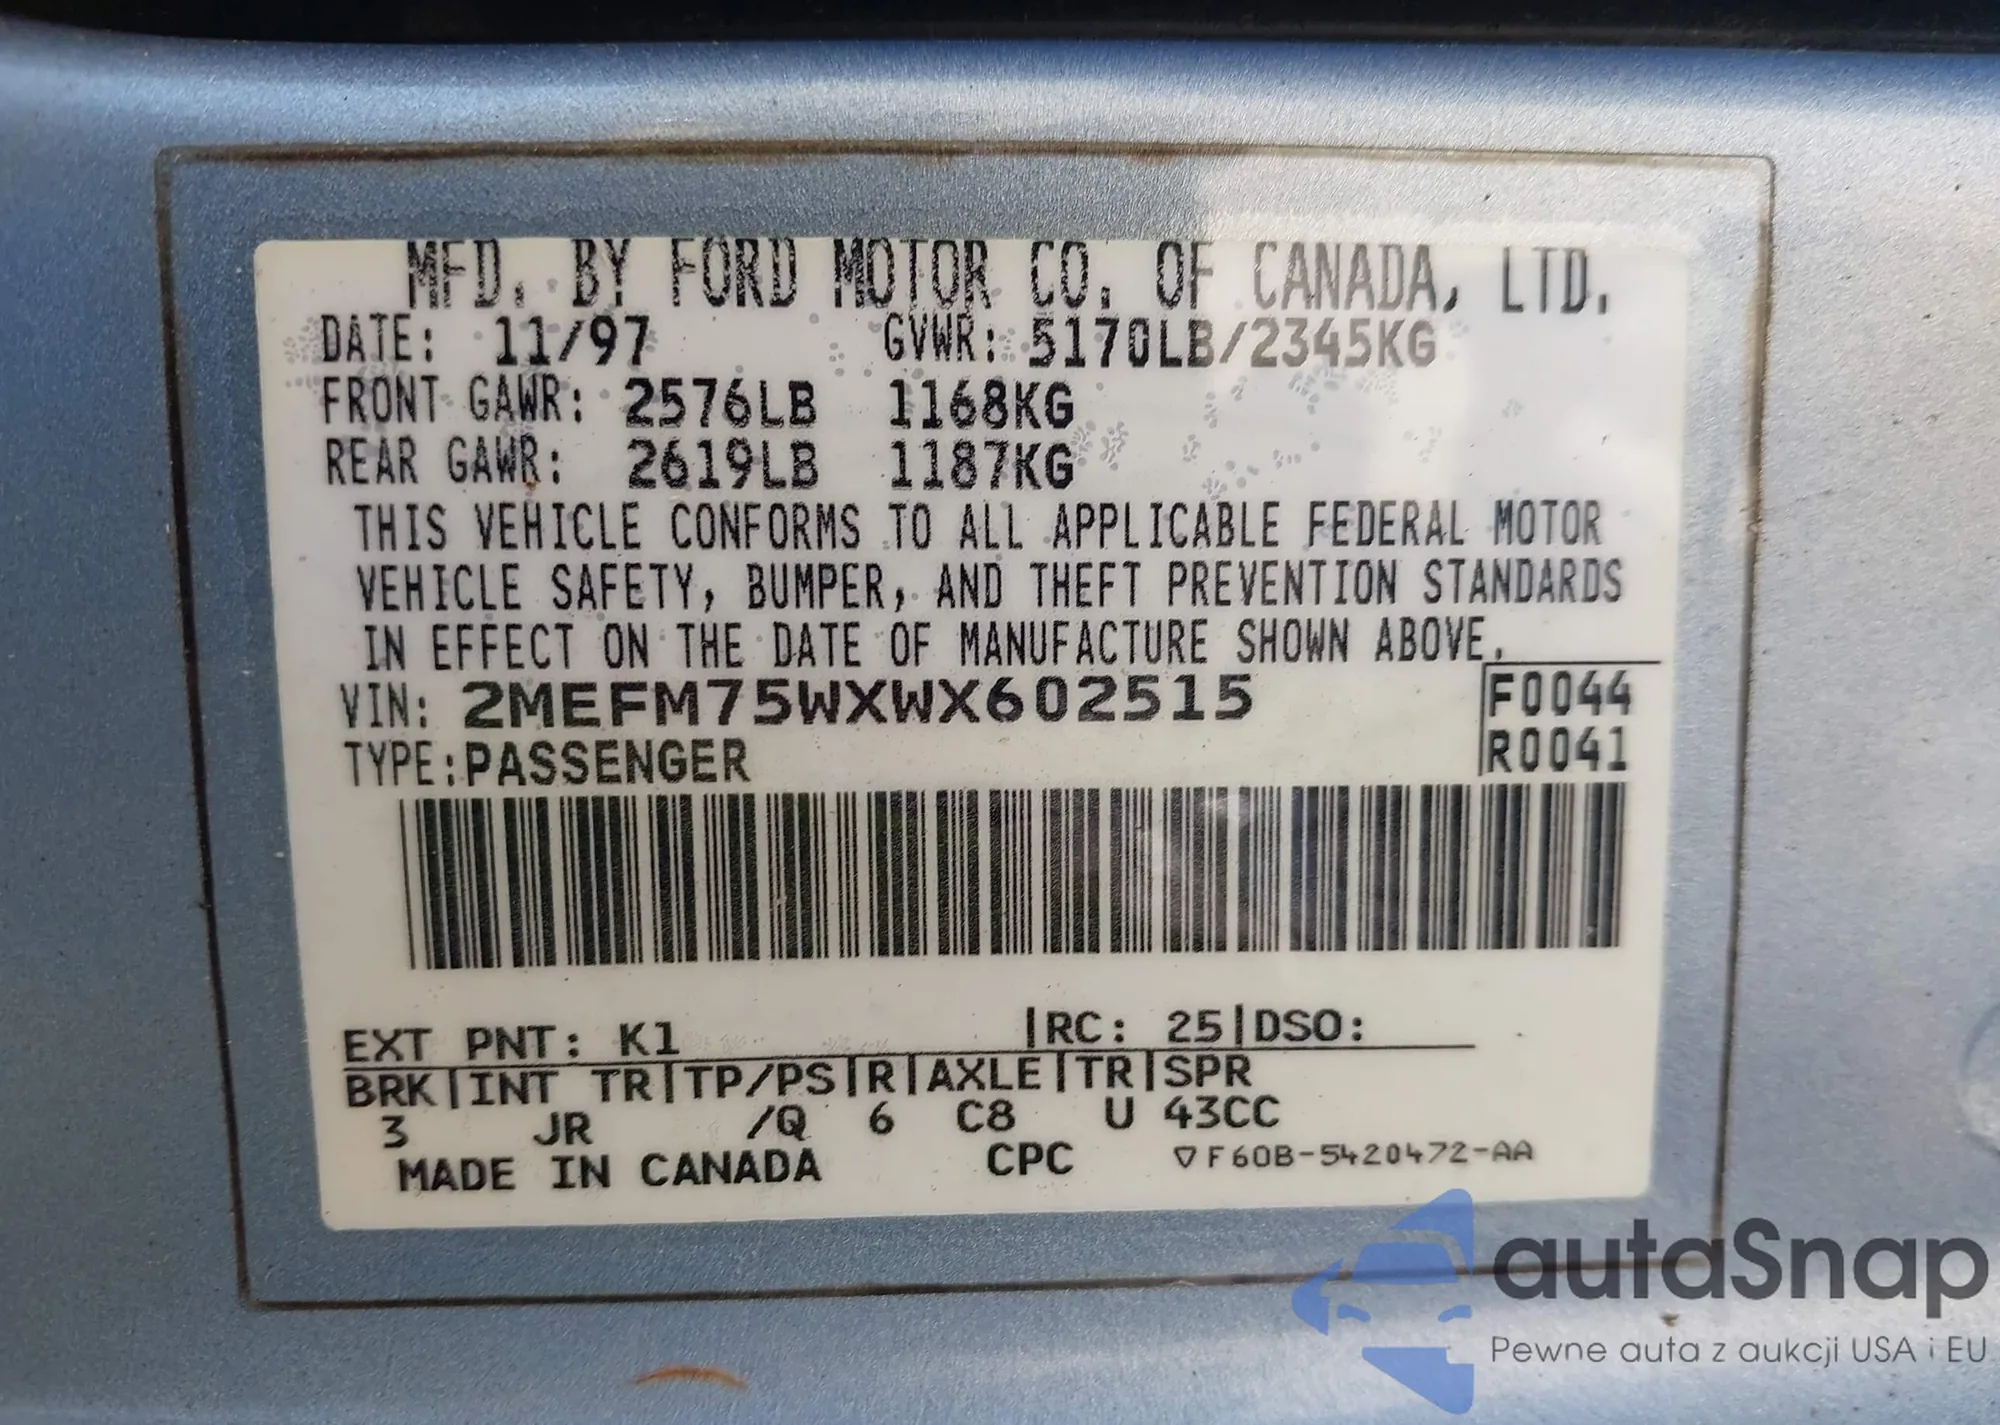 MFD. BY FORD MOTOR CO. OF CANADA, LTD.
DATE: 11/97 GVWR: 5170LB/2345KG
FRONT GAWR: 2576LB 1168KG
REAR GAWR: 2619LB 1187KG
THIS VEHICLE CONFORMS TO ALL APPLICABLE FEDERAL MOTOR
VEHICLE SAFETY, BUMPER, AND THEFT PREVENTION STANDARDS
IN EFFECT ON THE DATE OF MANUFACTURE SHOWN ABOVE.
VIN: 2MEFM75WXWX602515 F0044
TYPE:PASSENGER R0041
EXT PNT: K1 |RC: 25|DSO:
BRK|INT TR|TP/PS|R|AXLE|TR|SPR
3 JR /Q 6 C8 U 43CC
MADE IN CANADA CPC ▽F60B-5420472-AA
autaSnap
Pewne auta z aukcji USA i EU